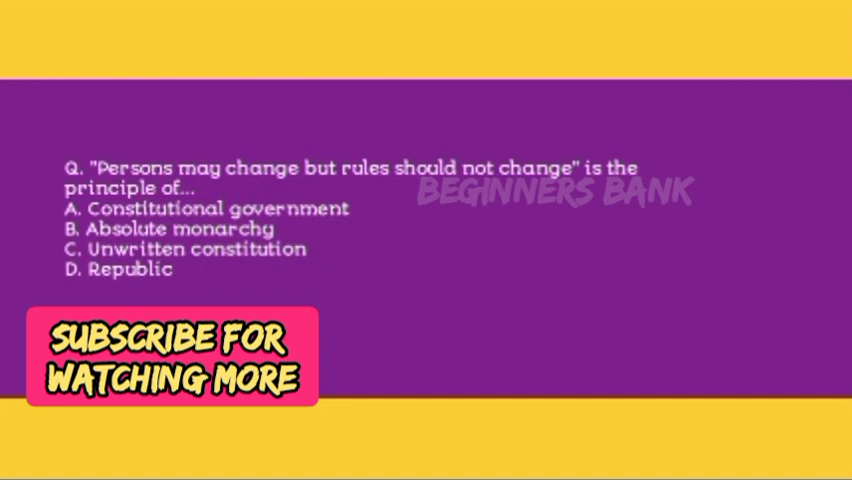 Q. "Persons may change but rules should not change" is the
principle of...
BEGINNERS BANK
A. Constitutional government
B. Absolute monarchy
C. Unwritten constitution
D. Republic
SUBSCRIBE FOR
WATCHING MORE